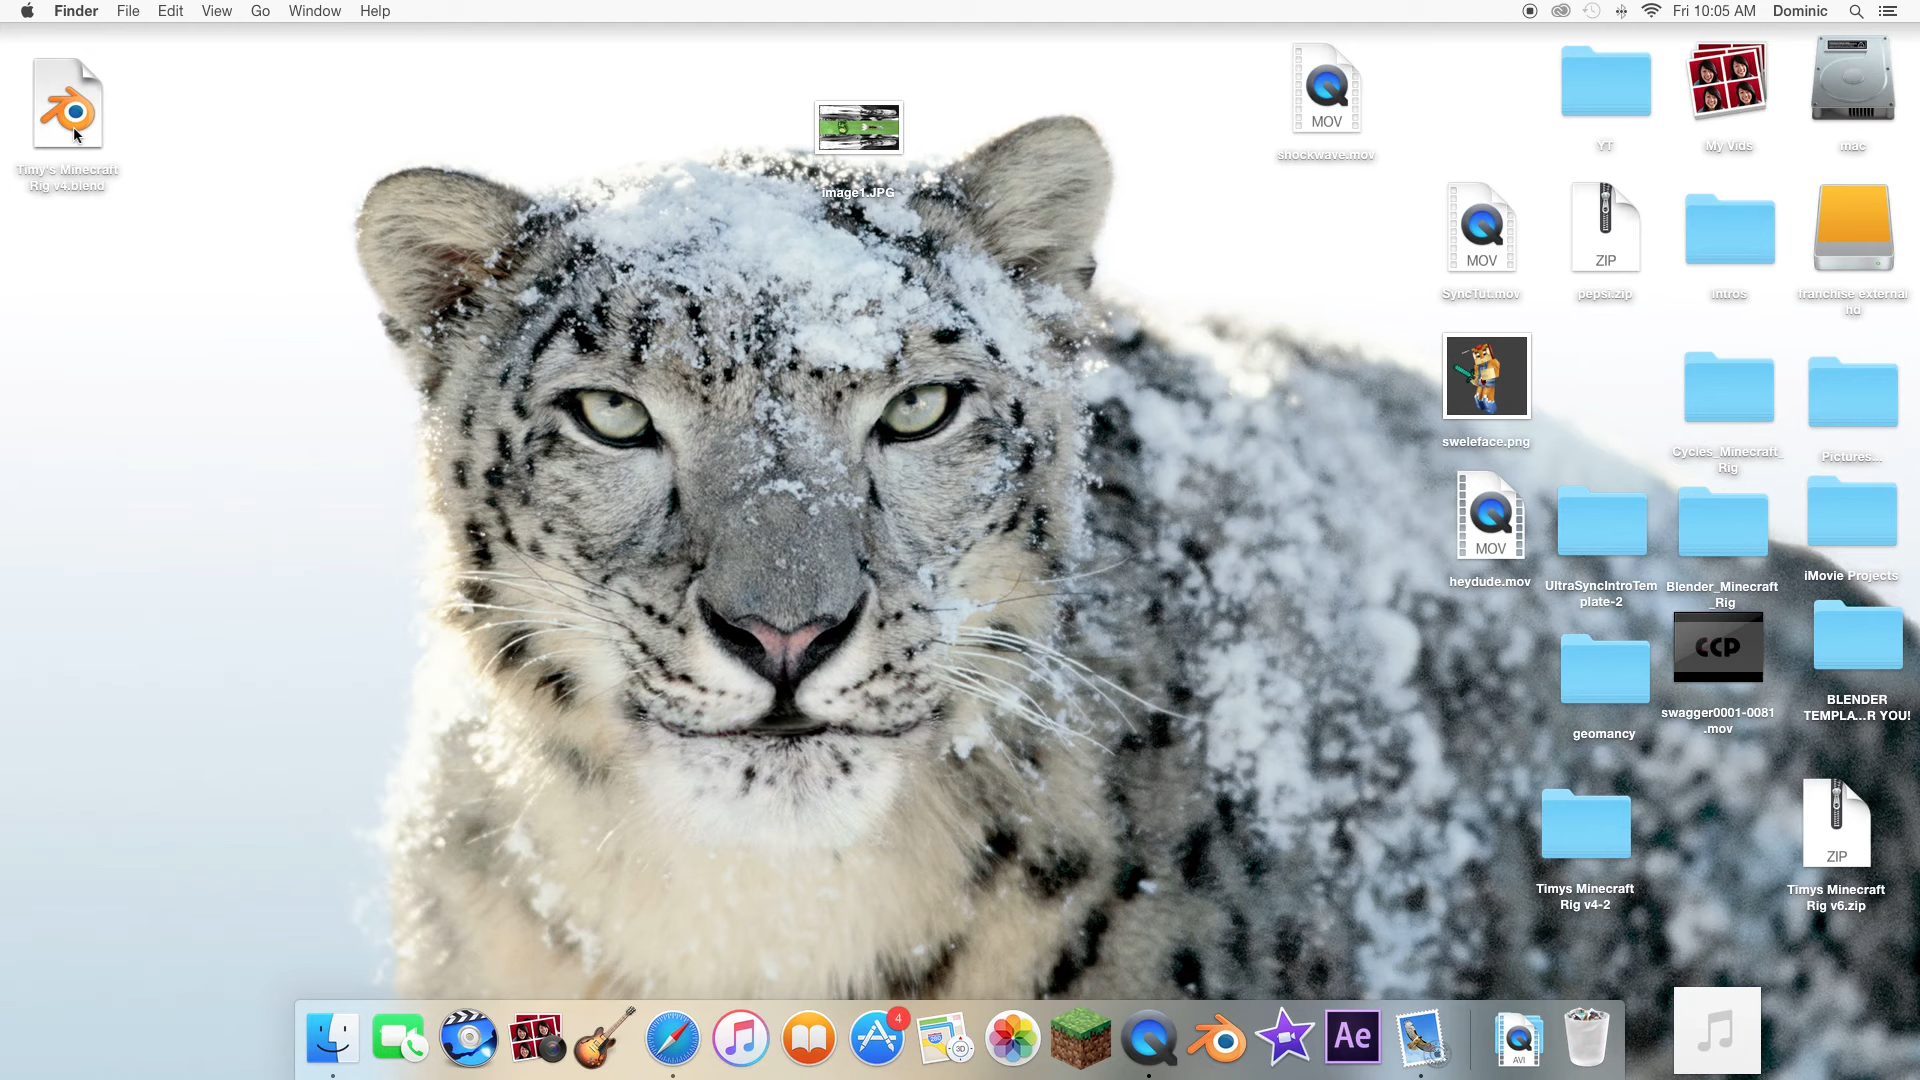 Finder File Edit View Go Window Help
Fri 10:05 AM Dominic
Timy's Minecraft
Rig v4.blend
image1.JPG
MOV
shockwave.mov
YT
My Vids
mac
MOV
SyncTut.mov
ZIP
pepsi.zip
Intros
franchise external
hd
sweleface.png
Cycles_Minecraft_
Rig
Pictures...
MOV
heydude.mov
UltraSyncIntroTem
plate-2
Blender_Minecraft
_Rig
iMovie Projects
geomancy
CCP
swagger0001-0081
.mov
BLENDER
TEMPLA...R YOU!
Timys Minecraft
Rig v4-2
ZIP
Timys Minecraft
Rig v6.zip
4
3D
Ae
AVI